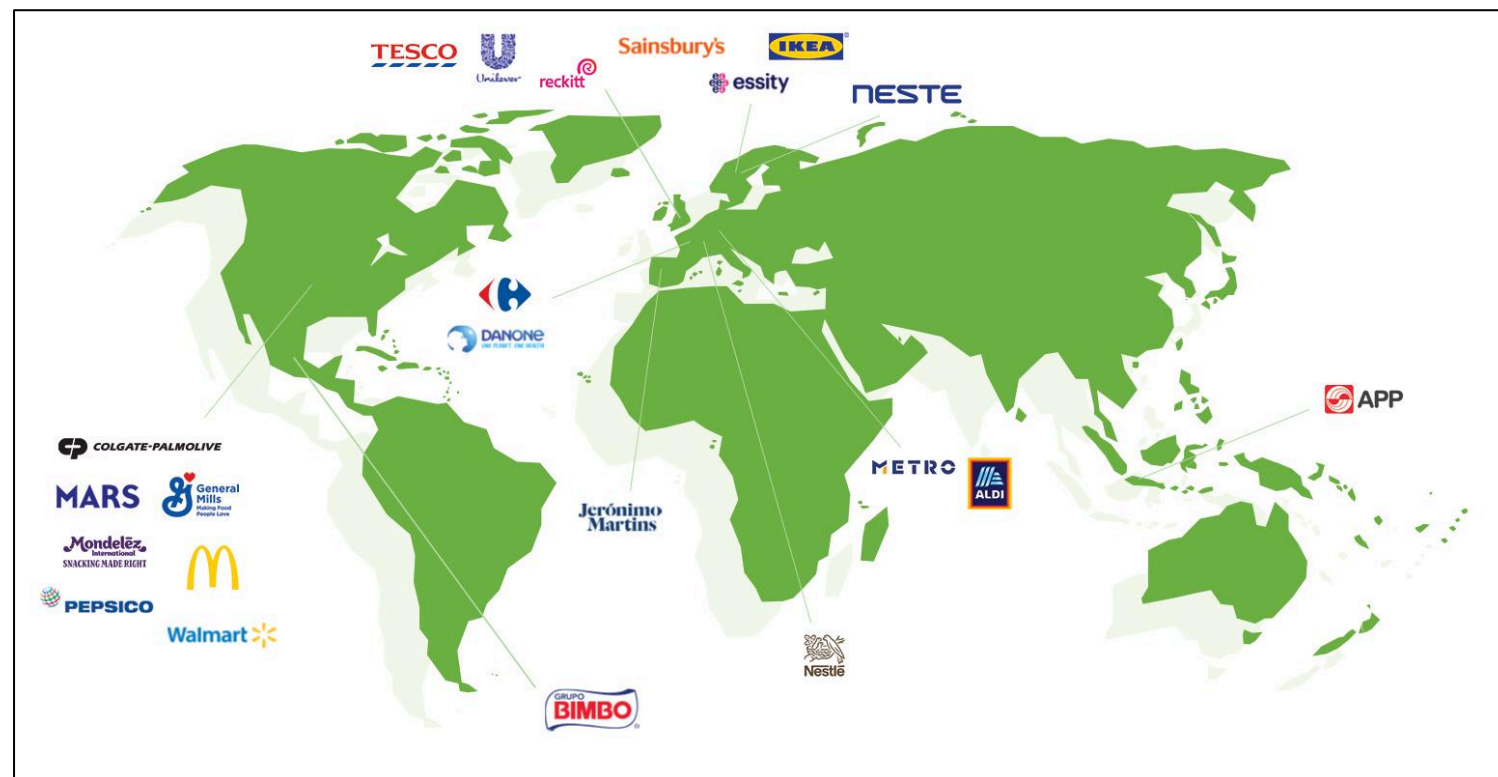 TESCO
Unilever
reckitt
Sainsbury's
IKEA
®
essity
NESTE
DANONE
ONE PLANET. ONE HEALTH
APP
COLGATE-PALMOLIVE
MARS
General
Mills
Making Food
People Love
Mondelēz
International
SNACKING MADE RIGHT
PEPSICO
Walmart
Jerónimo
Martins
METRO
ALDI
Nestlé
GRUPO
BIMBO
®